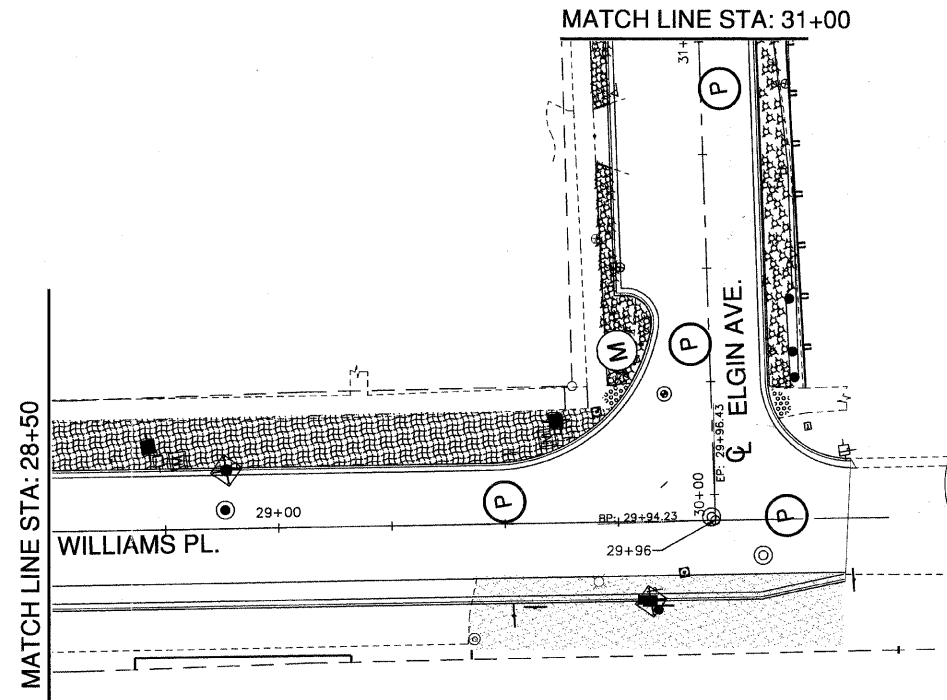 MATCH LINE STA: 31+00
31+
P
ELGIN AVE.
CL
M
P
EP: 29+96.43
30+00
MATCH LINE STA: 28+50
P
29+00
BP: 29+94.23
P
WILLIAMS PL.
29+96